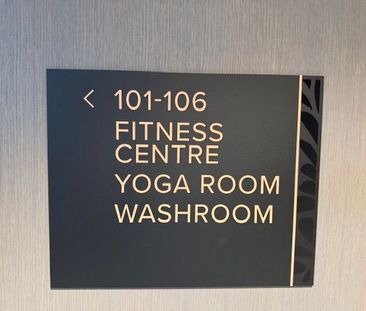 < 101-106
FITNESS
CENTRE
YOGA ROOM
WASHROOM